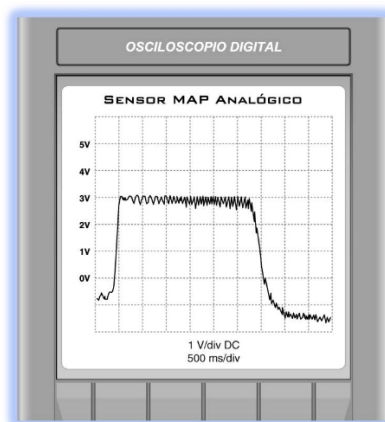 OSCILOSCOPIO DIGITAL
SENSOR MAP ANALÓGICO
5V
4V
3V
2V
1V
0V
1 V/div DC
500 ms/div